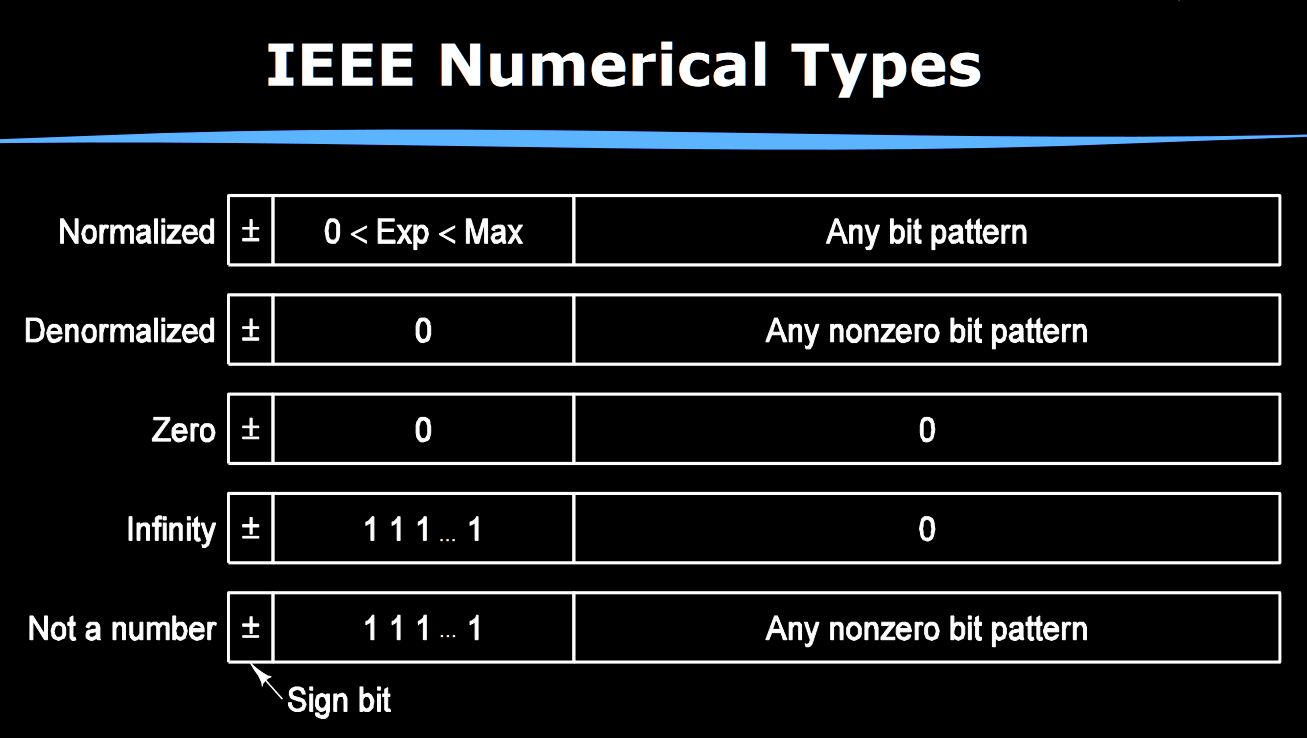 IEEE Numerical Types
Normalized ± 0 < Exp < Max Any bit pattern
Denormalized ± 0 Any nonzero bit pattern
Zero ± 0 0
Infinity ± 1 1 1 ... 1 0
Not a number ± 1 1 1 ... 1 Any nonzero bit pattern
Sign bit